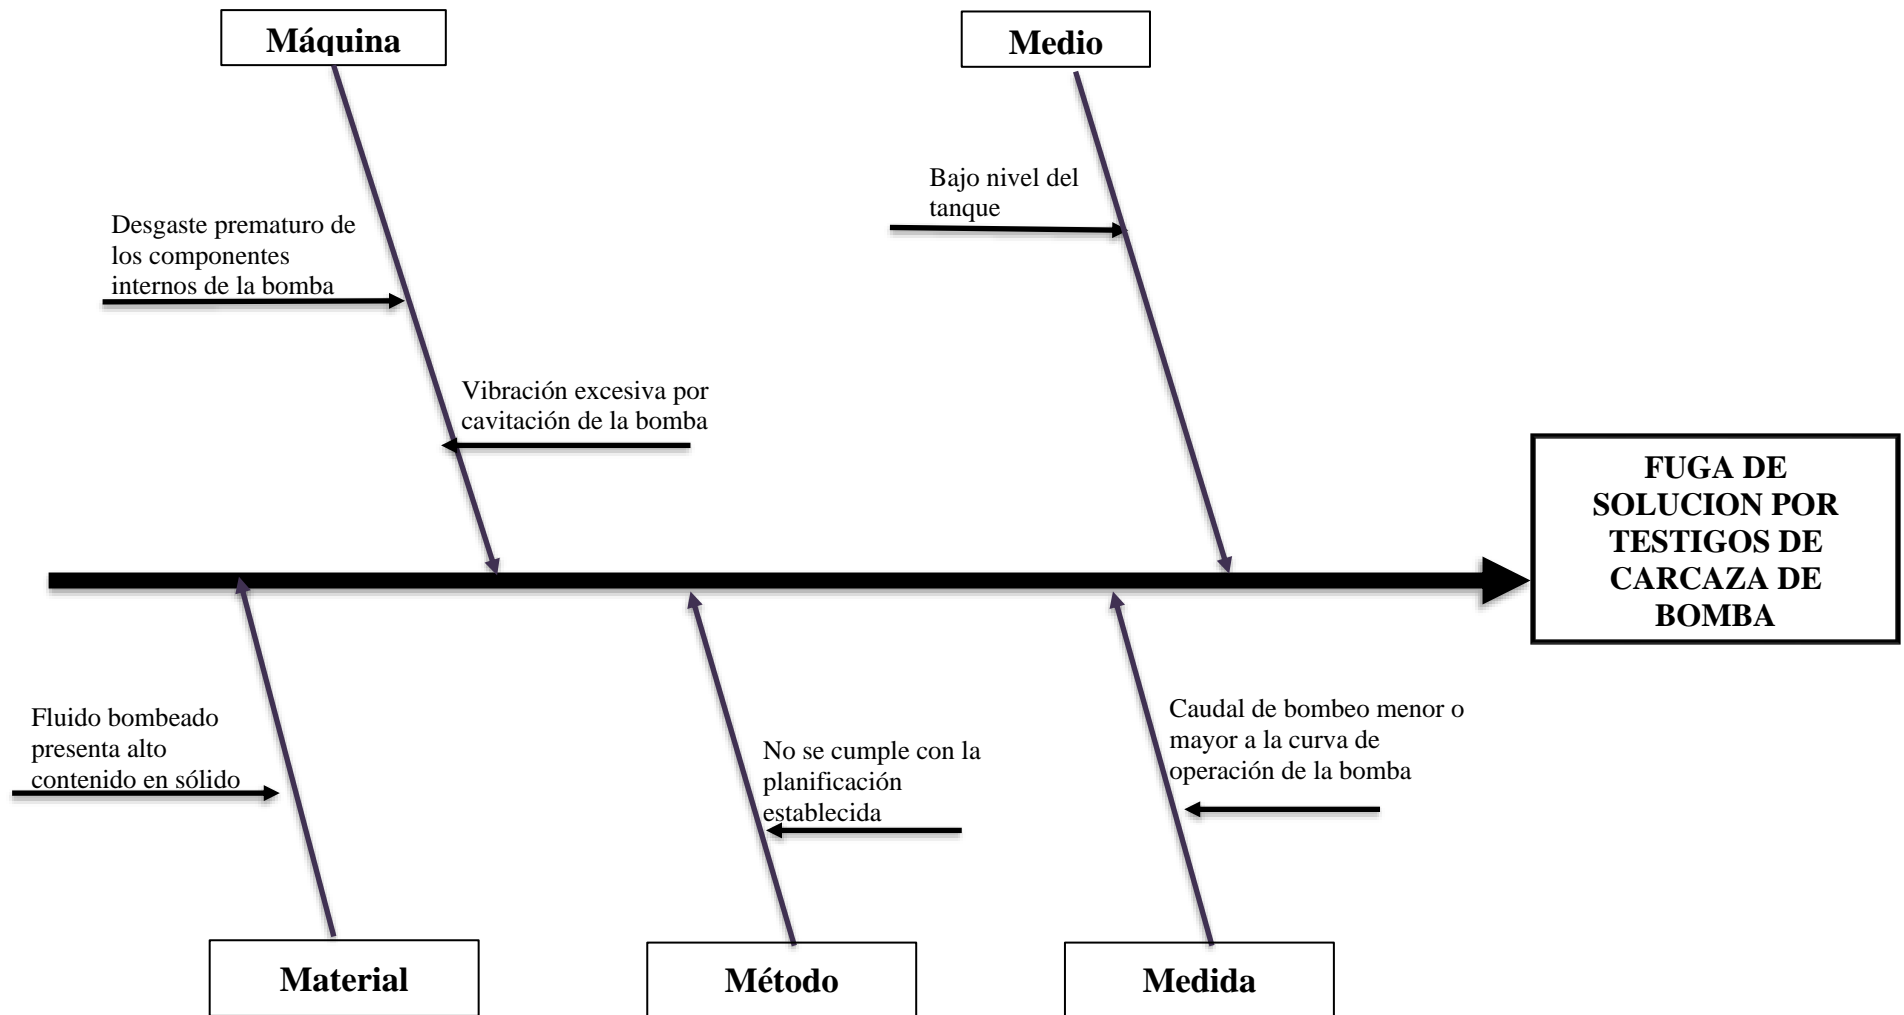 Máquina
Medio
Desgaste prematuro de
los componentes
internos de la bomba
Bajo nivel del
tanque
Vibración excesiva por
cavitación de la bomba
FUGA DE
SOLUCION POR
TESTIGOS DE
CARCAZA DE
BOMBA
Fluido bombeado
presenta alto
contenido en sólido
No se cumple con la
planificación
establecida
Caudal de bombeo menor o
mayor a la curva de
operación de la bomba
Material
Método
Medida